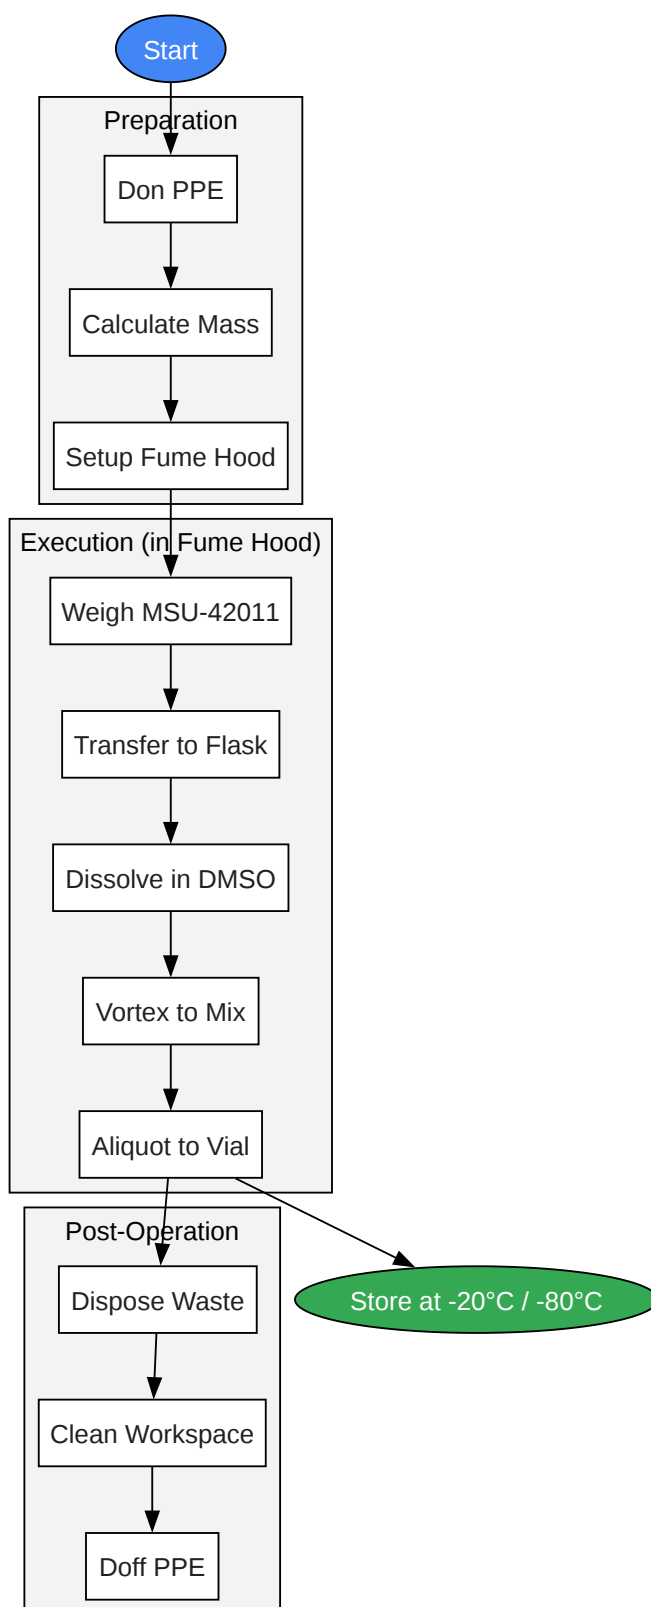 Start
Preparation
Don PPE
Calculate Mass
Setup Fume Hood
Execution (in Fume Hood)
Weigh MSU-42011
Transfer to Flask
Dissolve in DMSO
Vortex to Mix
Aliquot to Vial
Post-Operation
Dispose Waste
Store at -20°C / -80°C
Clean Workspace
Doff PPE